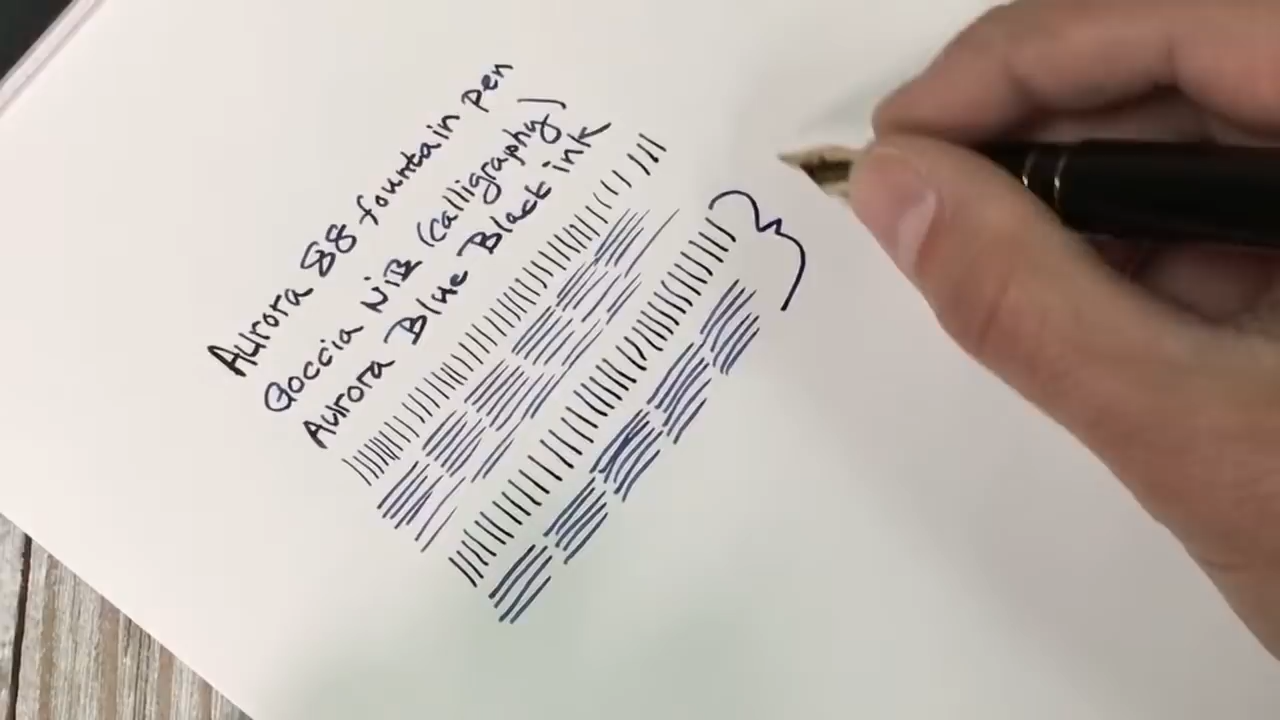 Aurora 88 fountain pen
Goccia NiB (calligraphy)
Aurora Blue Black ink